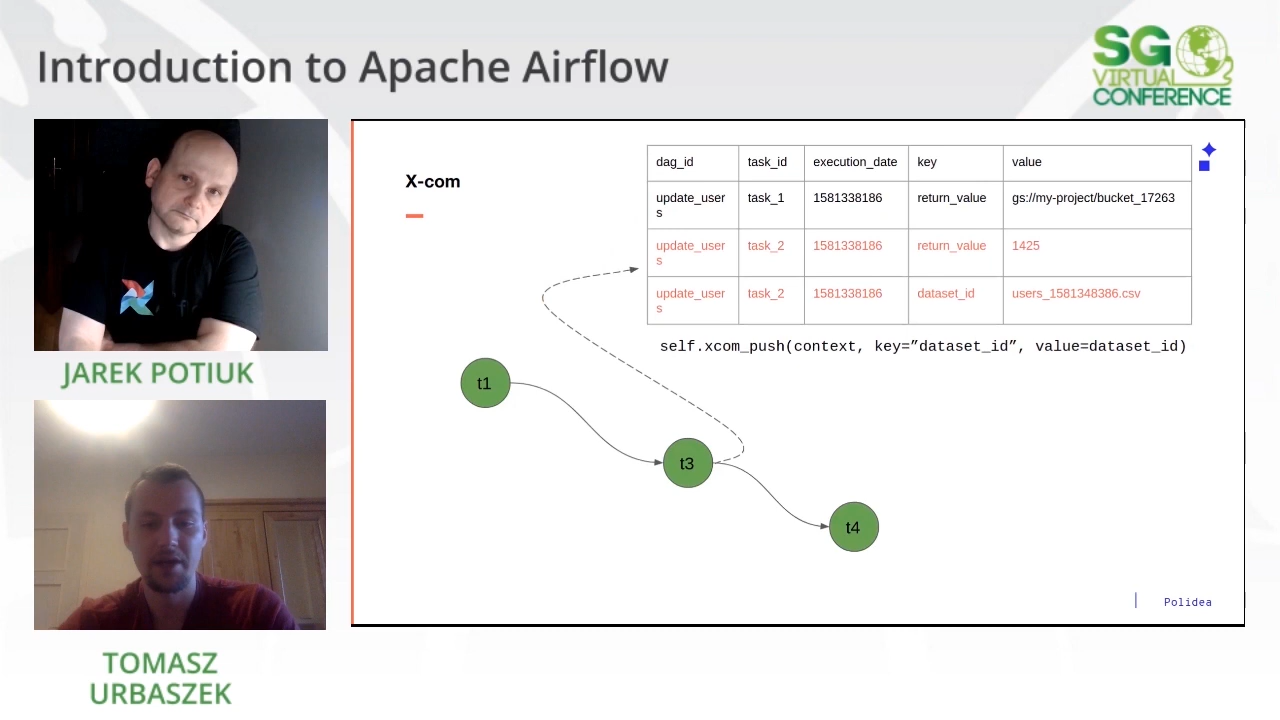 Introduction to Apache Airflow
SGO
VIRTUAL
CONFERENCE
JAREK POTIUK
TOMASZ
URBASZEK
X-com
dag_id task_id execution_date key value
update_user
s task_1 1581338186 return_value gs://my-project/bucket_17263
update_user
s task_2 1581338186 return_value 1425
update_user
s task_2 1581338186 dataset_id users_1581348386.csv
self.xcom_push(context, key=”dataset_id”, value=dataset_id)
t1
t3
t4
Polidea